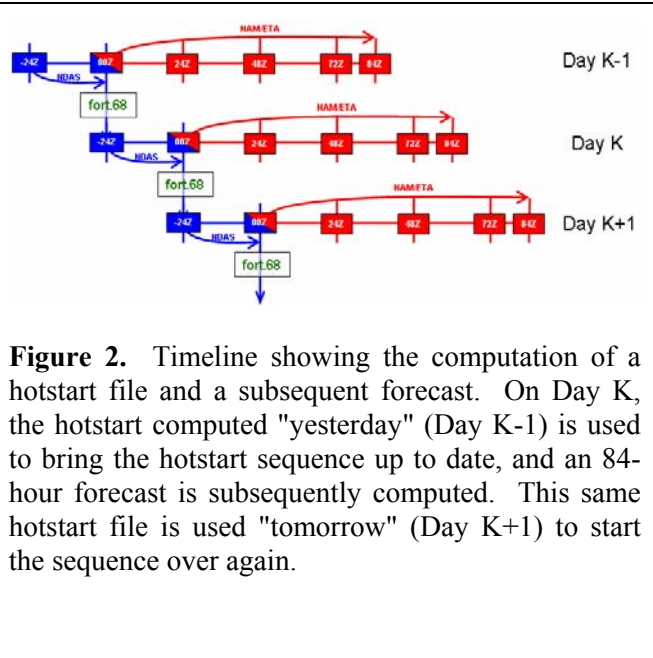 NAM/ETA
-24Z 00Z 24Z 48Z 72Z 84Z Day K-1
NDAS
fort.68
NAM/ETA
-24Z 00Z 24Z 48Z 72Z 84Z Day K
NDAS
fort.68
NAM/ETA
-24Z 00Z 24Z 48Z 72Z 84Z Day K+1
NDAS
fort.68
Figure 2. Timeline showing the computation of a
hotstart file and a subsequent forecast. On Day K,
the hotstart computed "yesterday" (Day K-1) is used
to bring the hotstart sequence up to date, and an 84-
hour forecast is subsequently computed. This same
hotstart file is used "tomorrow" (Day K+1) to start
the sequence over again.